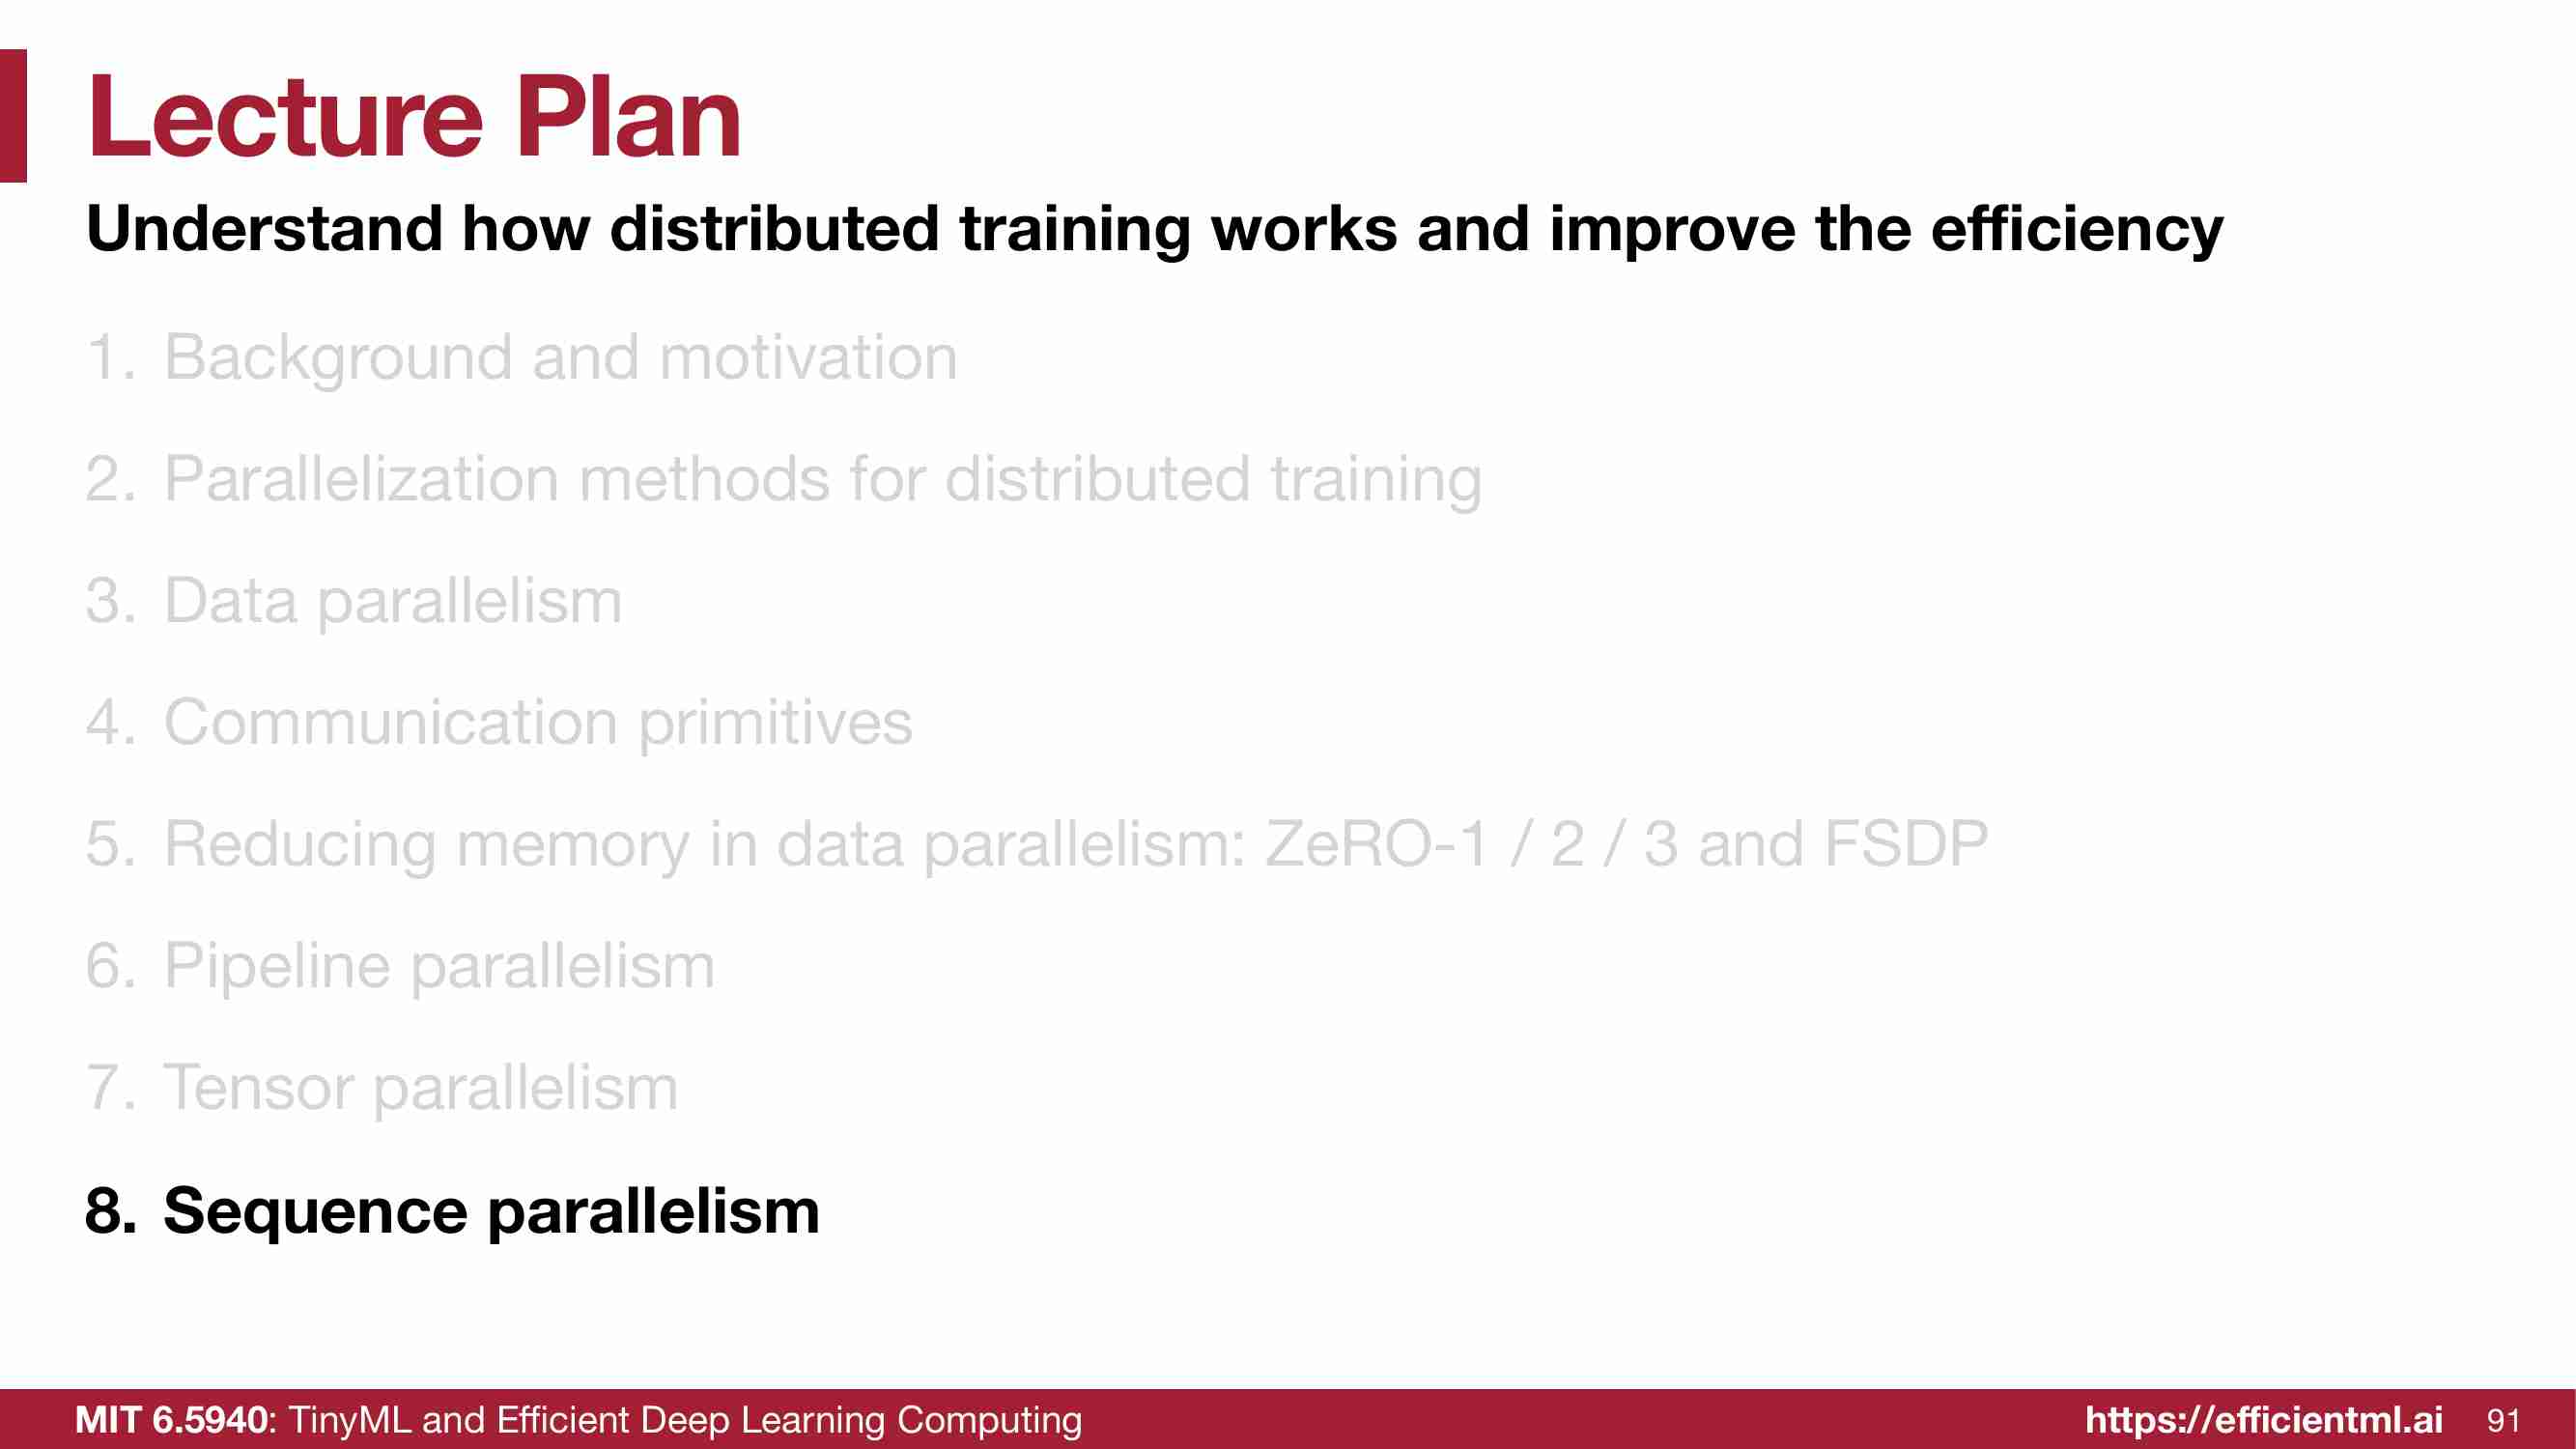 Lecture Plan
Understand how distributed training works and improve the efficiency
1. Background and motivation
2. Parallelization methods for distributed training
3. Data parallelism
4. Communication primitives
5. Reducing memory in data parallelism: ZeRO-1 / 2 / 3 and FSDP
6. Pipeline parallelism
7. Tensor parallelism
8. Sequence parallelism
MIT 6.5940: TinyML and Efficient Deep Learning Computing
https://efficientml.ai 91